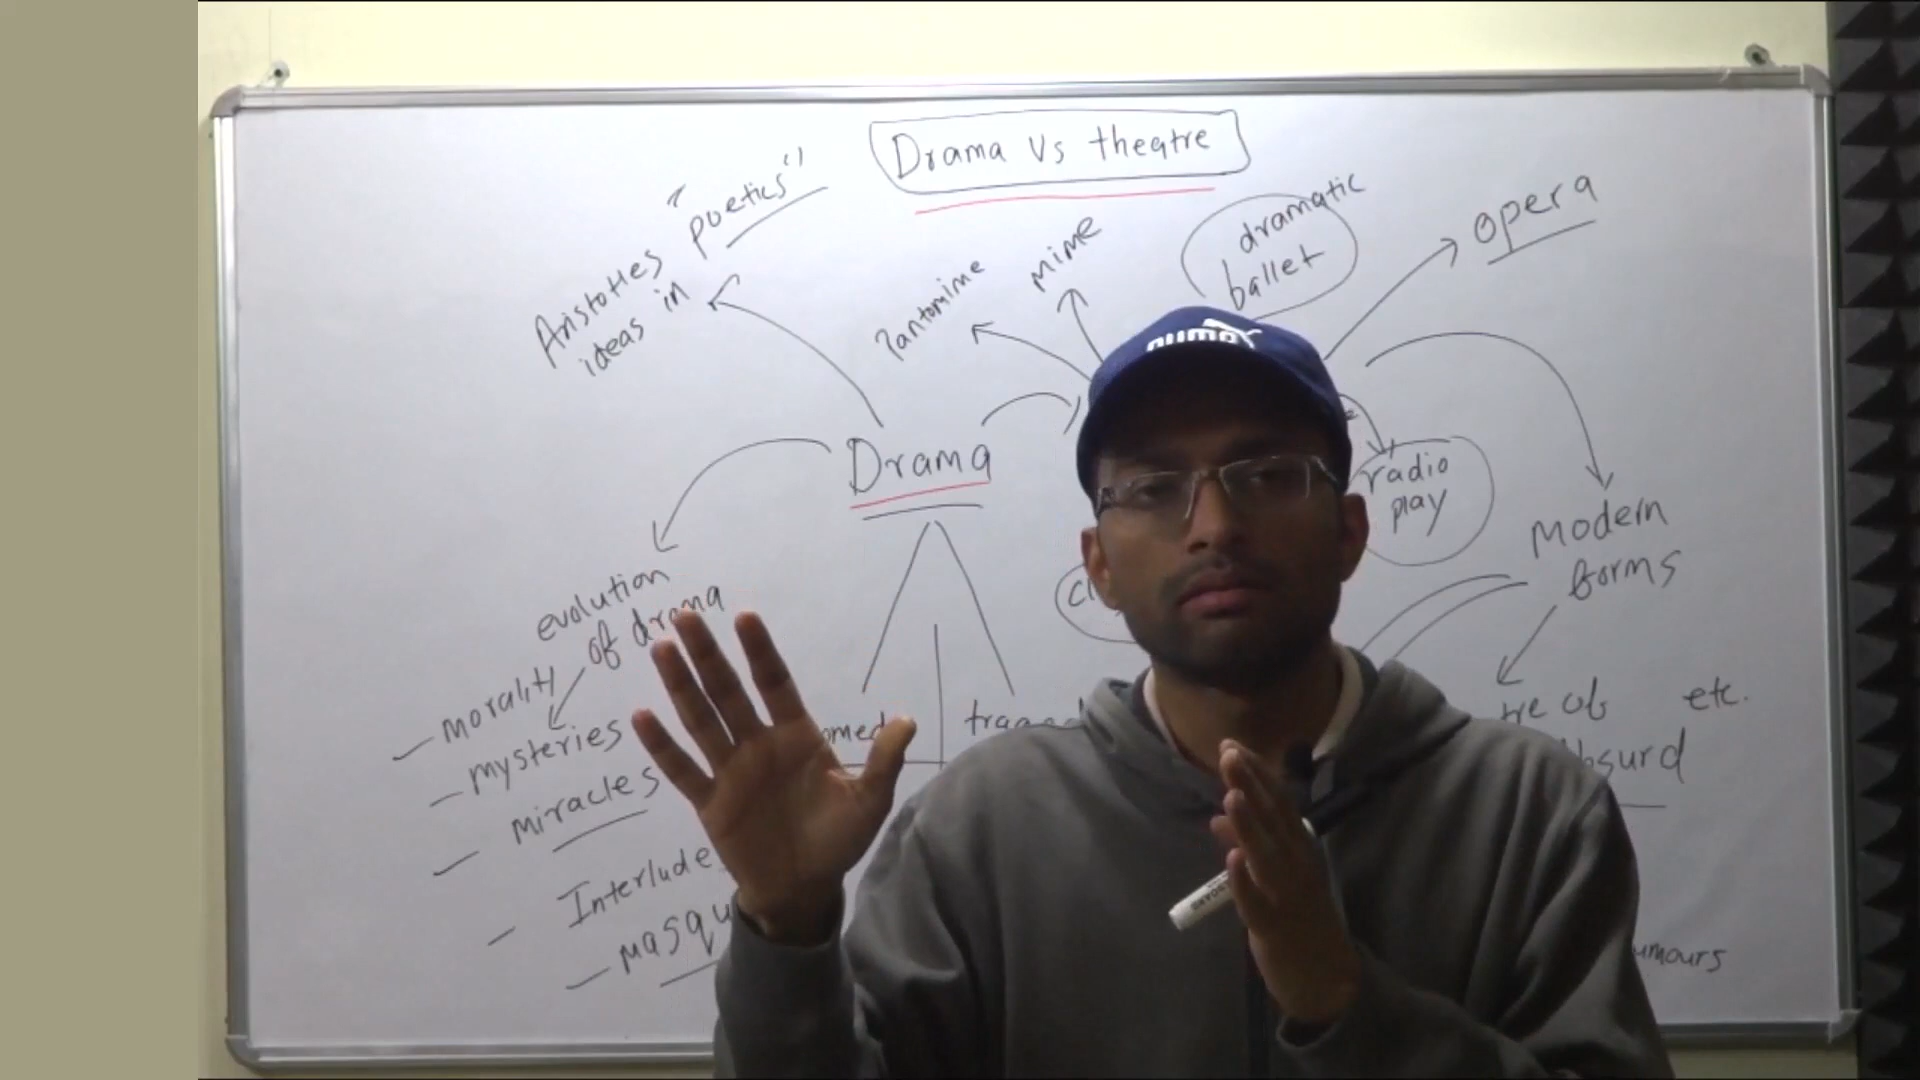 Drama Vs theatre
Aristotles "poetics"
ideas in
Pantomime
mime
dramatic
ballet
opera
puma
Drama
radio
play
Modern
forms
evolution
of drama
- morality
- mysteries
- miracles
- Interlude
of etc.
umours